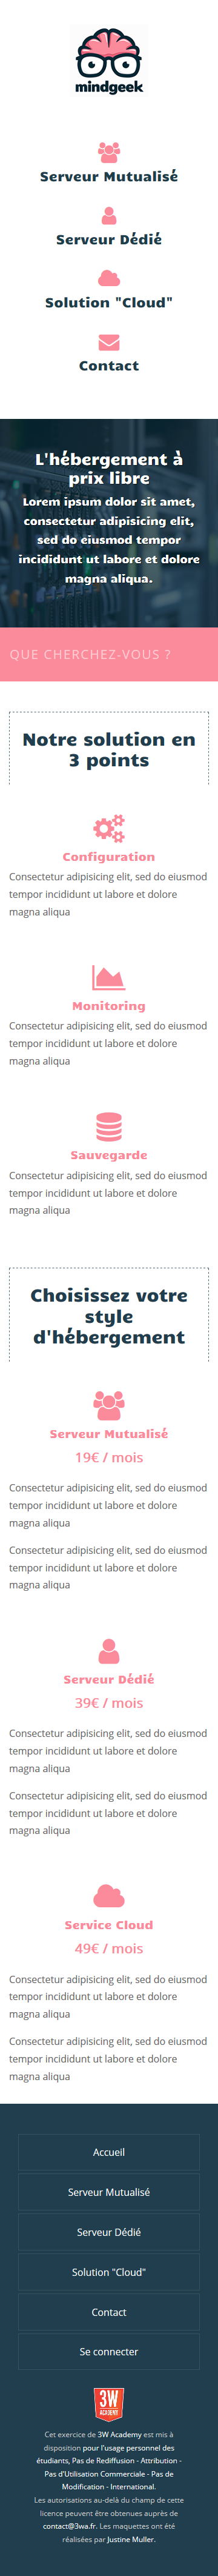 mindgeek
Serveur Mutualisé
Serveur Dédié
Solution "Cloud"
Contact
L'hébergement à
prix libre
Lorem ipsum dolor sit amet,
consectetur adipisicing elit,
sed do eiusmod tempor
incididunt ut labore et dolore
magna aliqua.
QUE CHERCHEZ-VOUS ?
Notre solution en
3 points
Configuration
Consectetur adipisicing elit, sed do eiusmod
tempor incididunt ut labore et dolore
magna aliqua
Monitoring
Consectetur adipisicing elit, sed do eiusmod
tempor incididunt ut labore et dolore
magna aliqua
Sauvegarde
Consectetur adipisicing elit, sed do eiusmod
tempor incididunt ut labore et dolore
magna aliqua
Choisissez votre
style
d'hébergement
Serveur Mutualisé
19€ / mois
Consectetur adipisicing elit, sed do eiusmod
tempor incididunt ut labore et dolore
magna aliqua
Consectetur adipisicing elit, sed do eiusmod
tempor incididunt ut labore et dolore
magna aliqua
Serveur Dédié
39€ / mois
Consectetur adipisicing elit, sed do eiusmod
tempor incididunt ut labore et dolore
magna aliqua
Consectetur adipisicing elit, sed do eiusmod
tempor incididunt ut labore et dolore
magna aliqua
Service Cloud
49€ / mois
Consectetur adipisicing elit, sed do eiusmod
tempor incididunt ut labore et dolore
magna aliqua
Consectetur adipisicing elit, sed do eiusmod
tempor incididunt ut labore et dolore
magna aliqua
Accueil
Serveur Mutualisé
Serveur Dédié
Solution "Cloud"
Contact
Se connecter
3W
ACADEMY
Cet exercice de 3W Academy est mis à
disposition pour l'usage personnel des
étudiants, Pas de Rediffusion - Attribution -
Pas d'Utilisation Commerciale - Pas de
Modification - International.
Les autorisations au-delà du champ de cette
licence peuvent être obtenues auprès de
contact@3wa.fr. Les maquettes ont été
réalisées par Justine Muller.